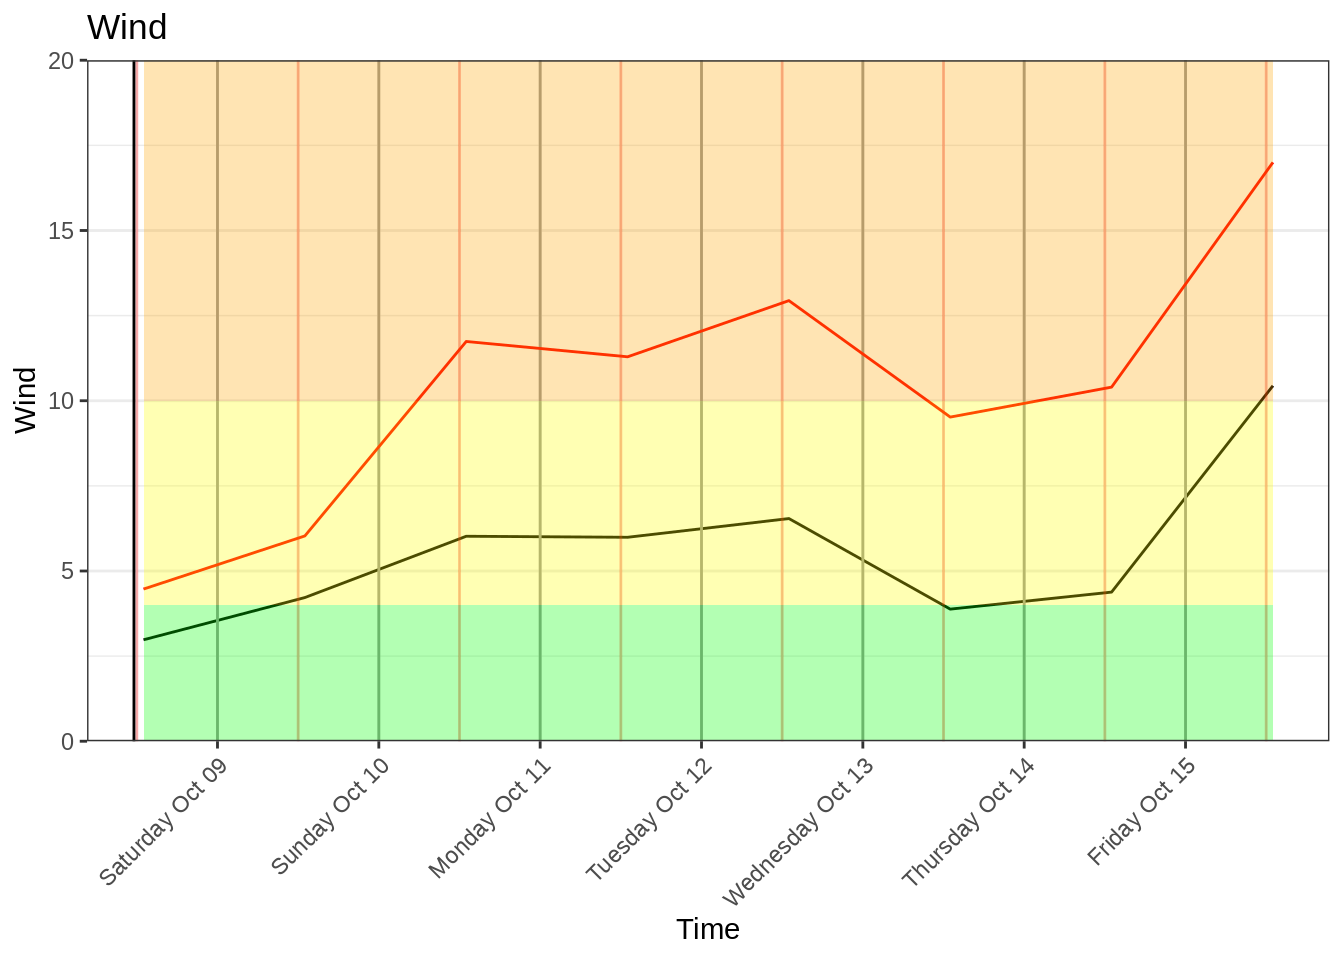 Wind
20
15
10
5
0
Wind
Saturday Oct 09
Sunday Oct 10
Monday Oct 11
Tuesday Oct 12
Wednesday Oct 13
Thursday Oct 14
Friday Oct 15
Time